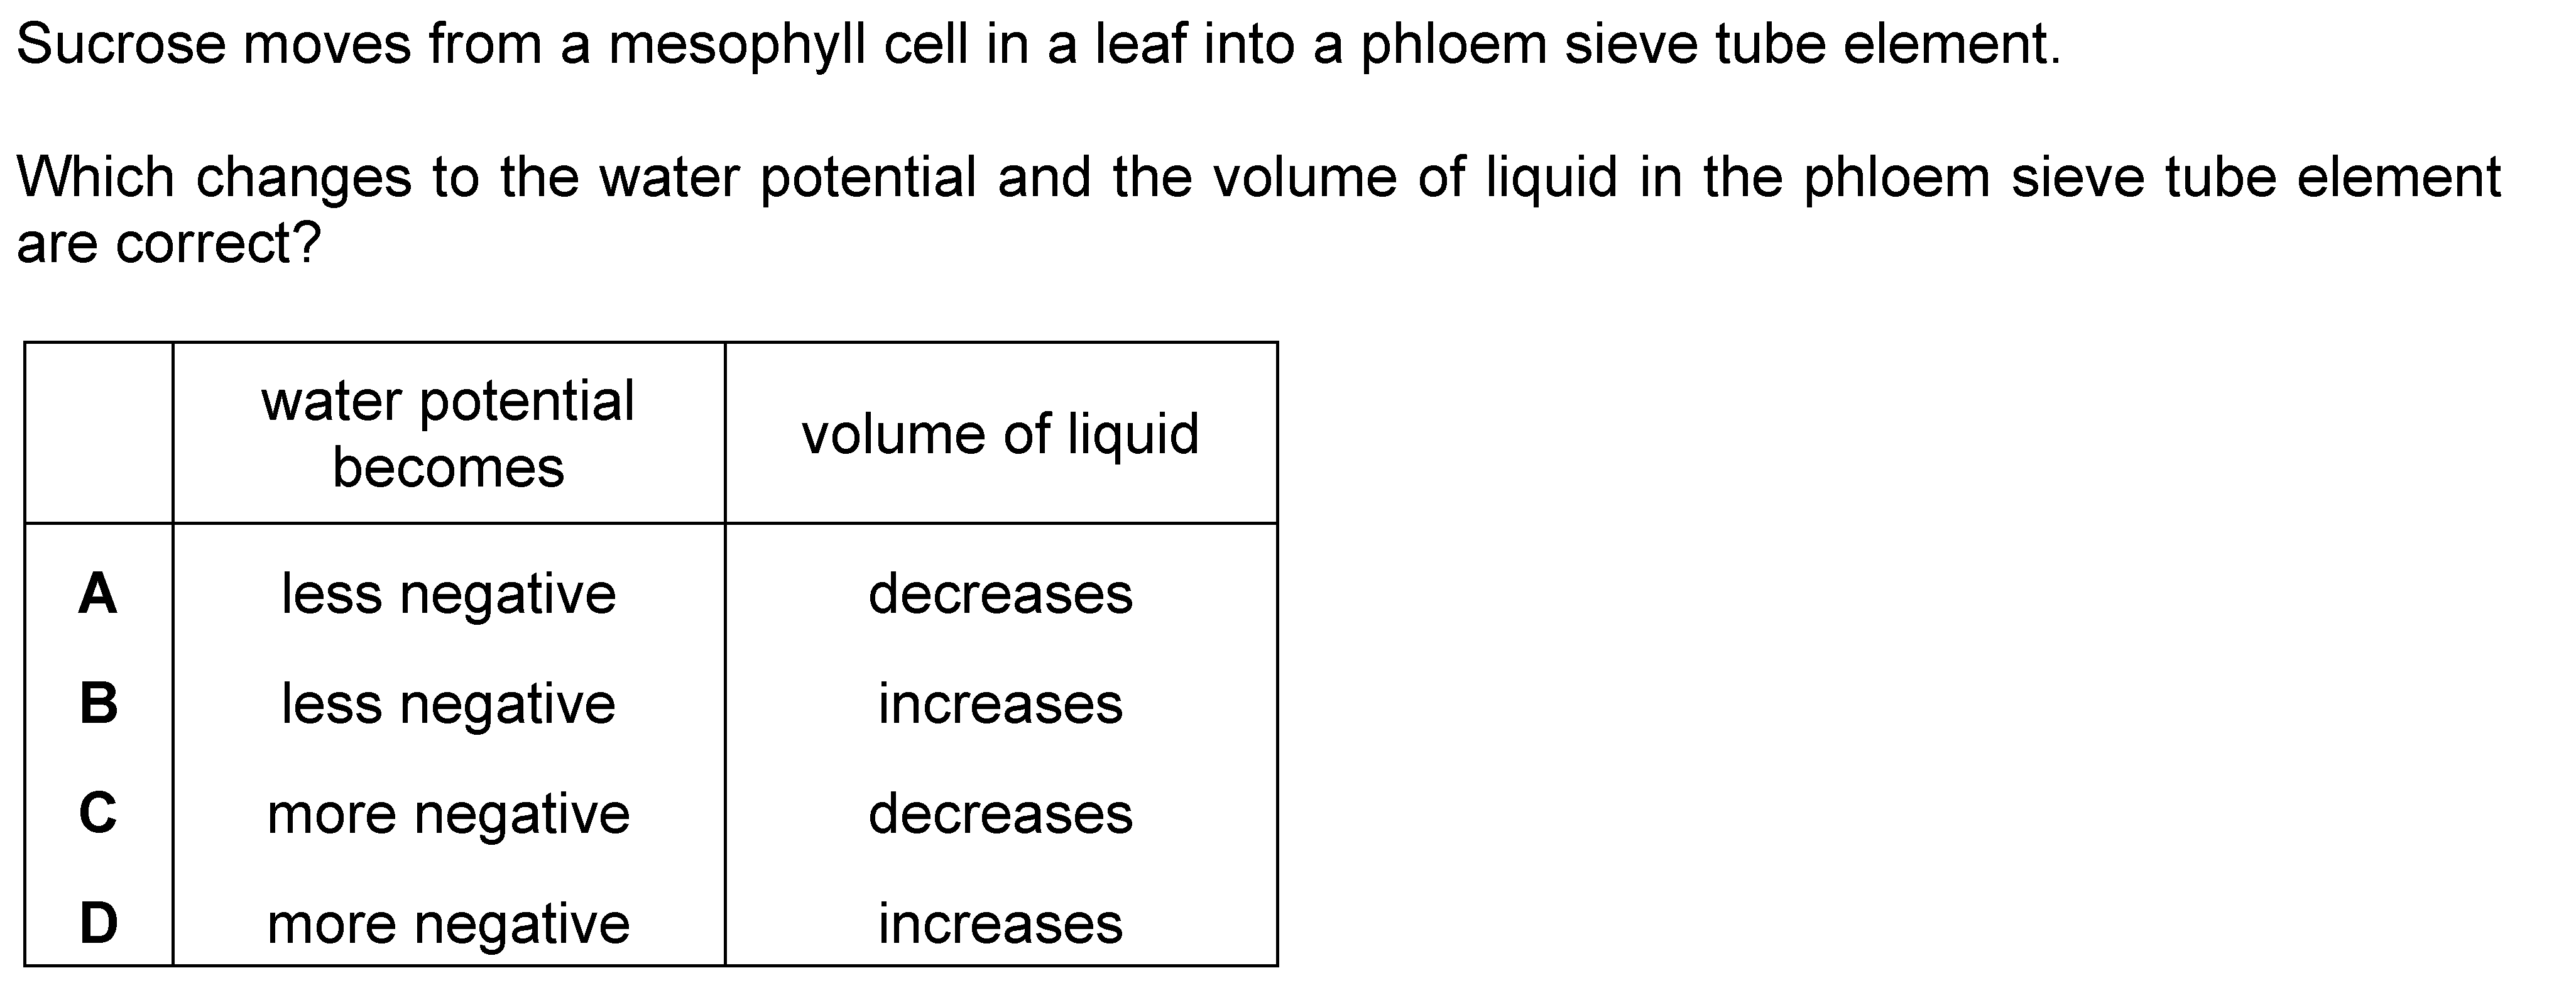 Sucrose moves from a mesophyll cell in a leaf into a phloem sieve tube element.
Which changes to the water potential and the volume of liquid in the phloem sieve tube element
are correct?
water potential
becomes
volume of liquid
A less negative decreases
B less negative increases
C more negative decreases
D more negative increases